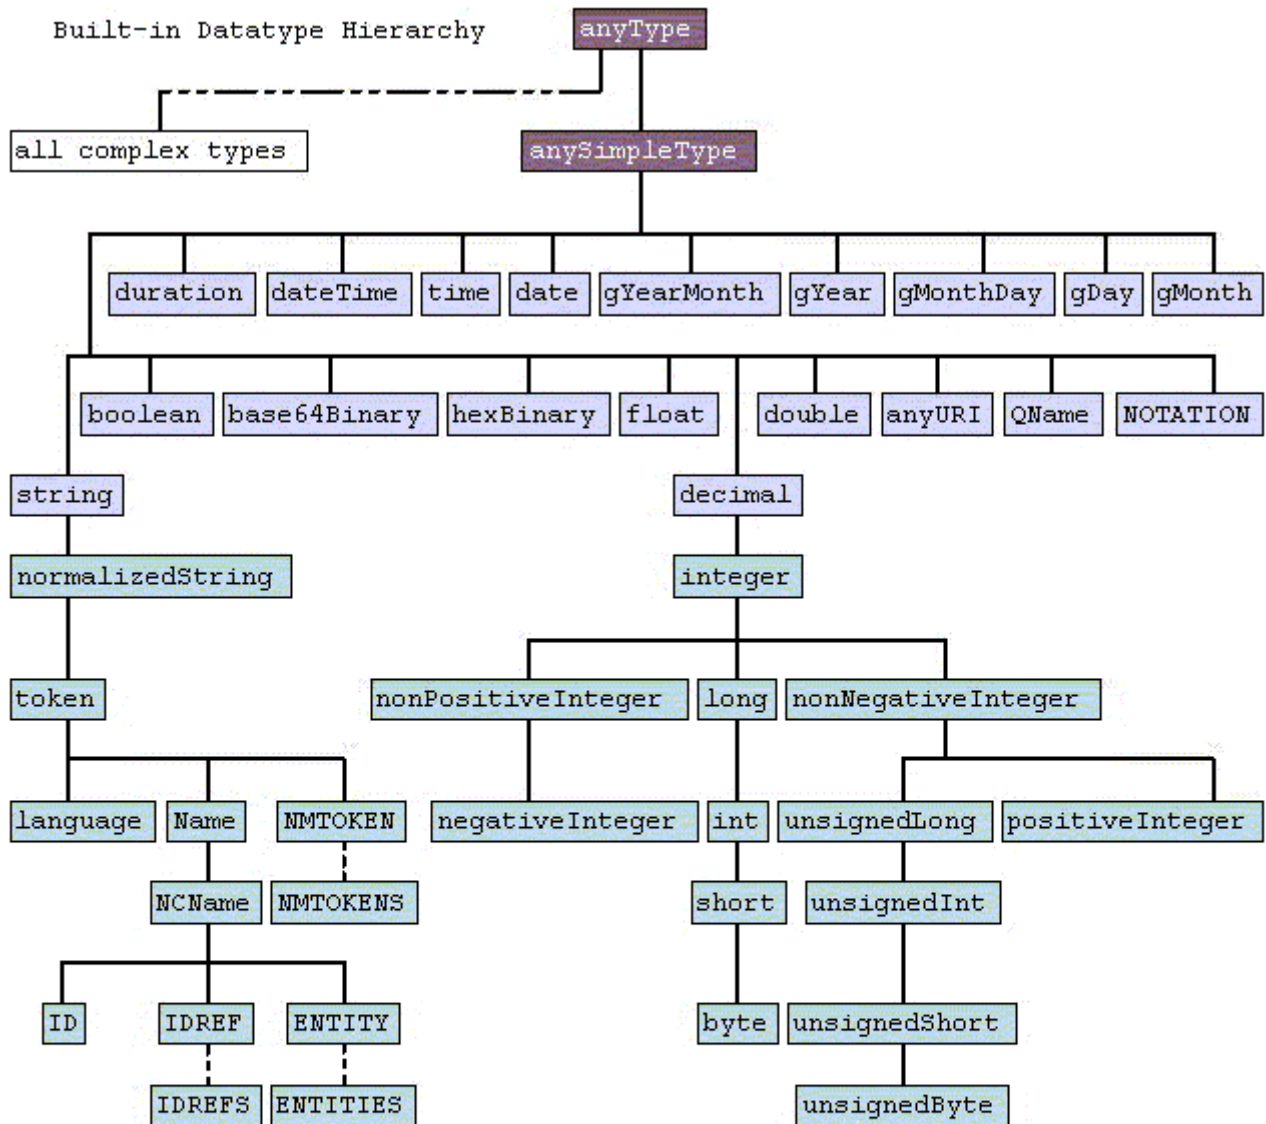 Built-in Datatype Hierarchy
anyType
all complex types
anySimpleType
duration dateTime time date gYearMonth gYear gMonthDay gDay gMonth
boolean base64Binary hexBinary float double anyURI QName NOTATION
string decimal
normalizedString integer
token nonPositiveInteger long nonNegativeInteger
language Name NMTOKEN negativeInteger int unsignedLong positiveInteger
NCName NMTOKENS short unsignedInt
ID IDREF ENTITY byte unsignedShort
IDREFS ENTITIES unsignedByte